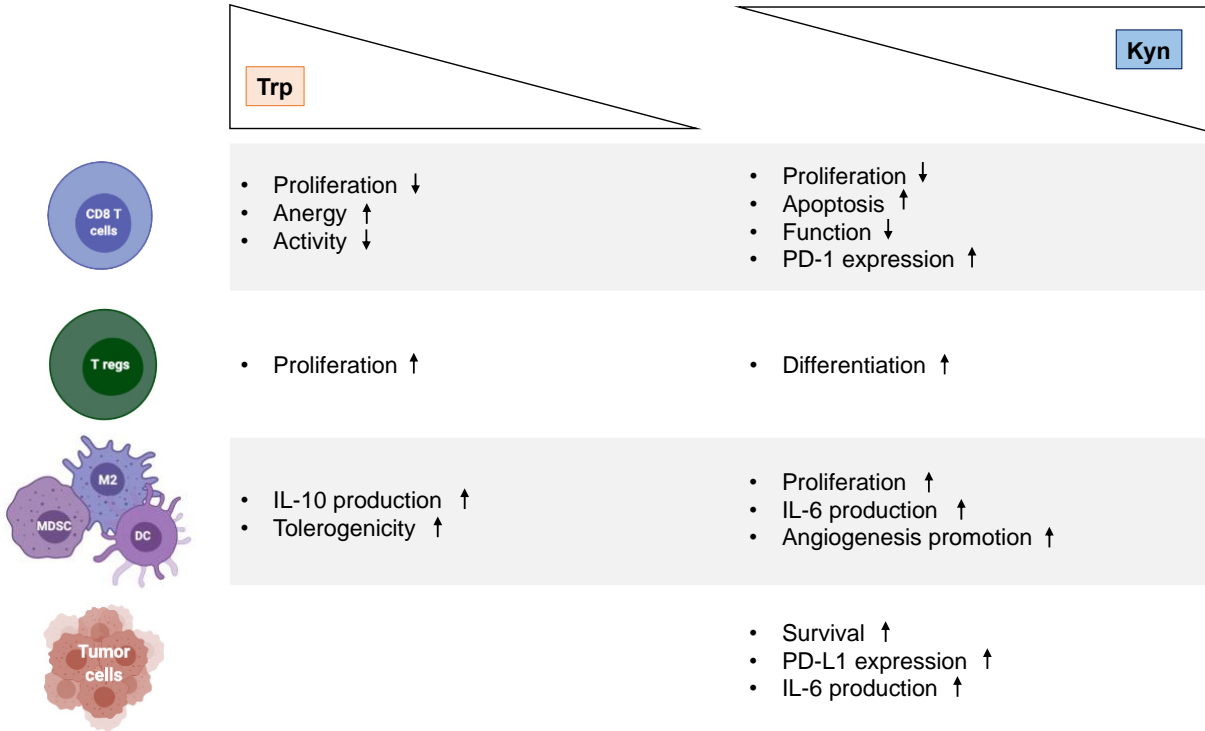 Trp
Kyn
CD8 T
cells
• Proliferation ↓
• Anergy ↑
• Activity ↓
• Proliferation ↓
• Apoptosis ↑
• Function ↓
• PD-1 expression ↑
T regs
• Proliferation ↑
• Differentiation ↑
M2
MDSC
DC
• IL-10 production ↑
• Tolerogenicity ↑
• Proliferation ↑
• IL-6 production ↑
• Angiogenesis promotion ↑
Tumor
cells
• Survival ↑
• PD-L1 expression ↑
• IL-6 production ↑